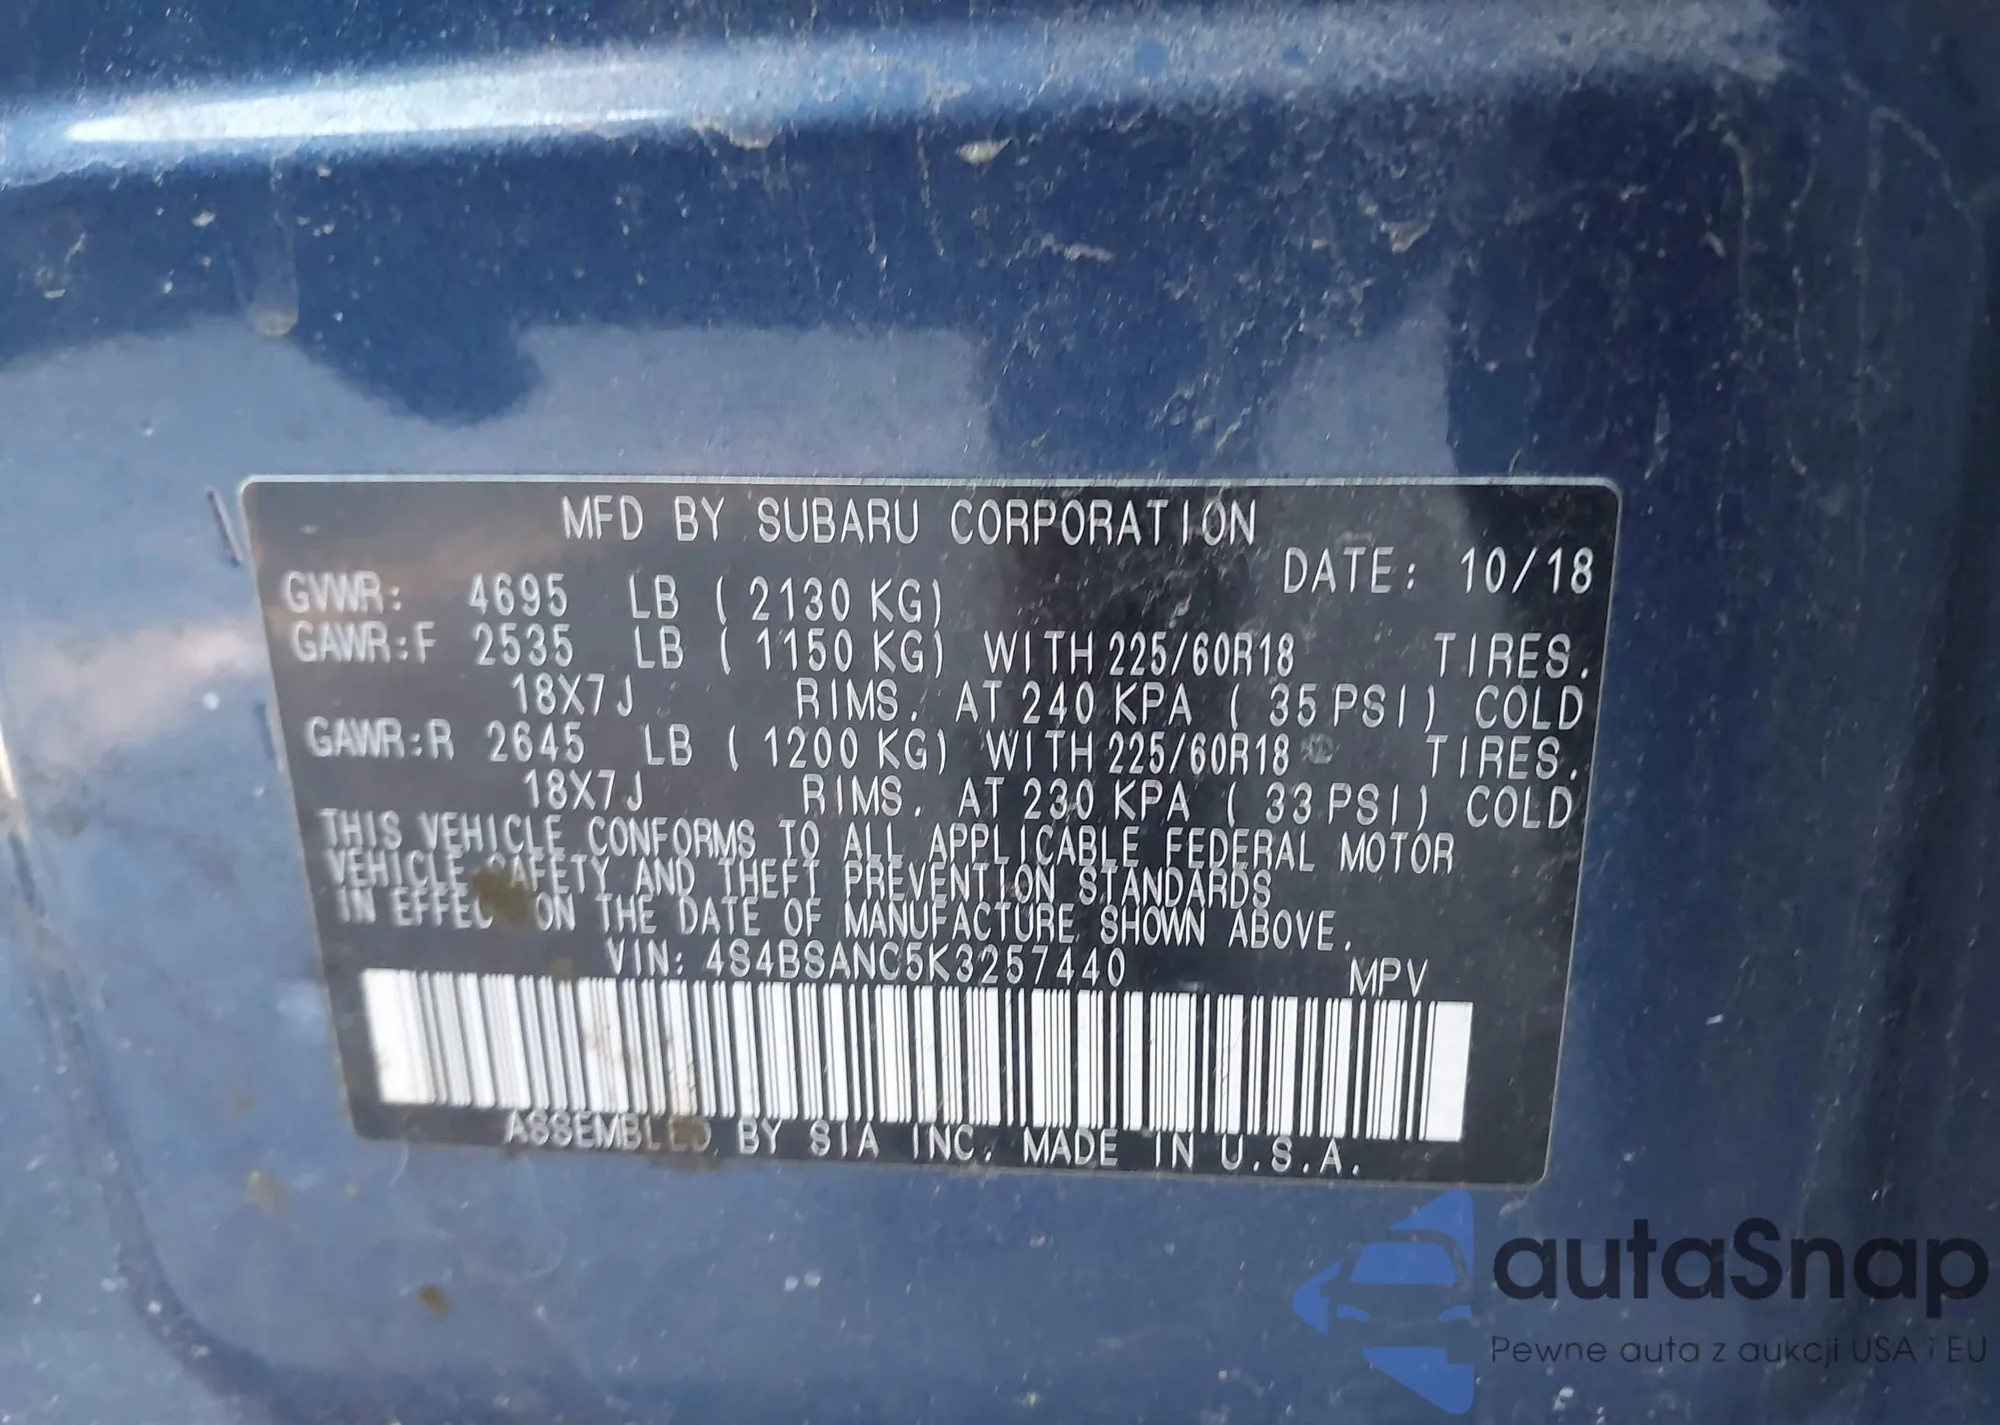 MFD BY SUBARU CORPORATION
DATE: 10/18
GVWR: 4695 LB ( 2130 KG)
GAWR:F 2535 LB ( 1150 KG) WITH 225/60R18 TIRES.
18X7J RIMS. AT 240 KPA ( 35 PSI) COLD
GAWR:R 2645 LB ( 1200 KG) WITH 225/60R18 TIRES.
18X7J RIMS. AT 230 KPA ( 33 PSI) COLD
THIS VEHICLE CONFORMS TO ALL APPLICABLE FEDERAL MOTOR
VEHICLE SAFETY AND THEFT PREVENTION STANDARDS
IN EFFECT ON THE DATE OF MANUFACTURE SHOWN ABOVE.
VIN: 4S4BSANC5K3257440 MPV
ASSEMBLED BY SIA INC. MADE IN U.S.A.
autaSnap
Pewne auta z aukcji USA i EU